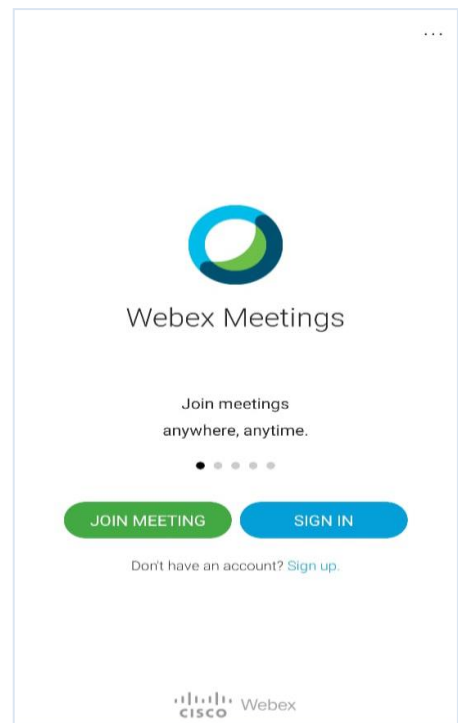 ...
Webex Meetings
Join meetings
anywhere, anytime.
JOIN MEETING
SIGN IN
Don't have an account? Sign up.
CISCO Webex